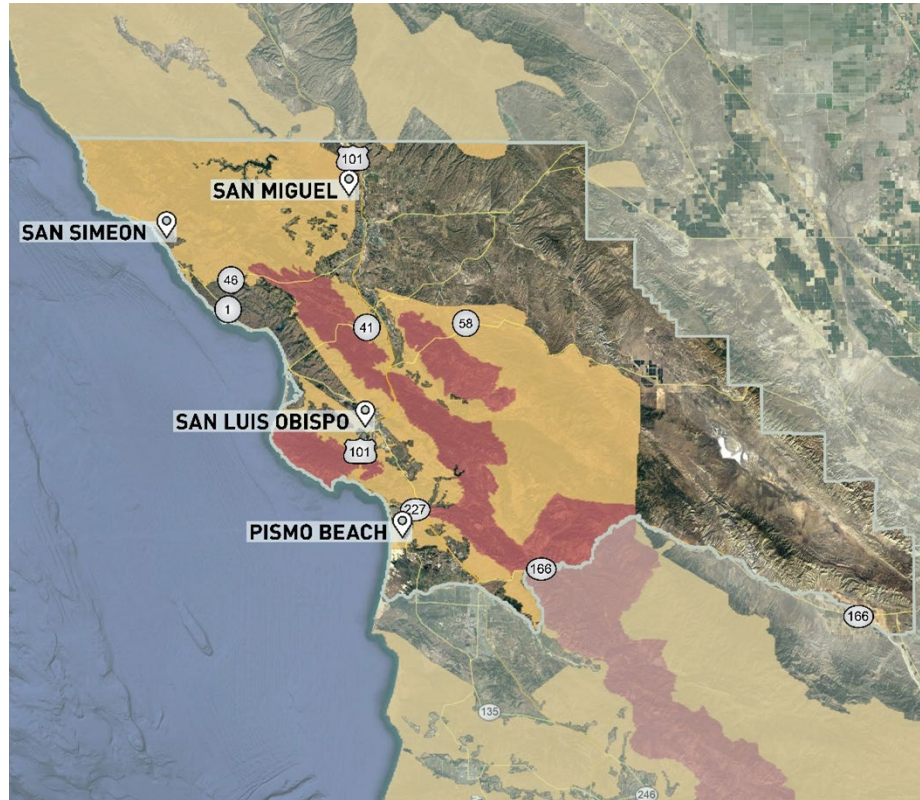 101
SAN MIGUEL
SAN SIMEON
46
1
41
58
SAN LUIS OBISPO
101
227
PISMO BEACH
166
166
135
246